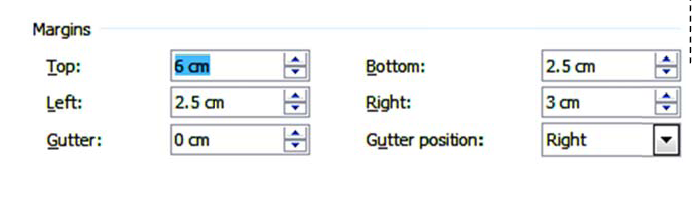 Margins
Top: 6 cm Bottom: 2.5 cm
Left: 2.5 cm Right: 3 cm
Gutter: 0 cm Gutter position: Right